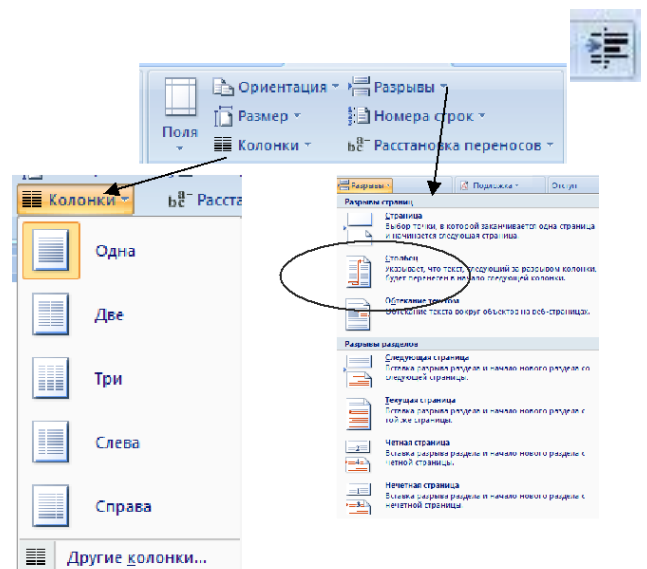 Ориентация
Разрывы
Размер
Номера строк
Поля
Колонки
Расстановка переносов
Колонки
Расста
Одна
Две
Три
Слева
Справа
Другие колонки...
Разрывы
Подложка
Отступ
Разрывы страниц
Страница
Выбор точки, в которой заканчивается одна страница
и начинается следующая страница.
Столбец
Указывает, что текст, следующий за разрывом колонки,
будет перенесен в начало следующей колонки.
Обтекание текстом
Обтекание текста вокруг объектов на веб-страницах.
Разрывы разделов
Следующая страница
Вставка разрыва раздела и начало нового раздела со
следующей страницы.
Текущая страница
Вставка разрыва раздела и начало нового раздела с
той же страницы.
Четная страница
Вставка разрыва раздела и начало нового раздела с
четной страницы.
Нечетная страница
Вставка разрыва раздела и начало нового раздела с
нечетной страницы.